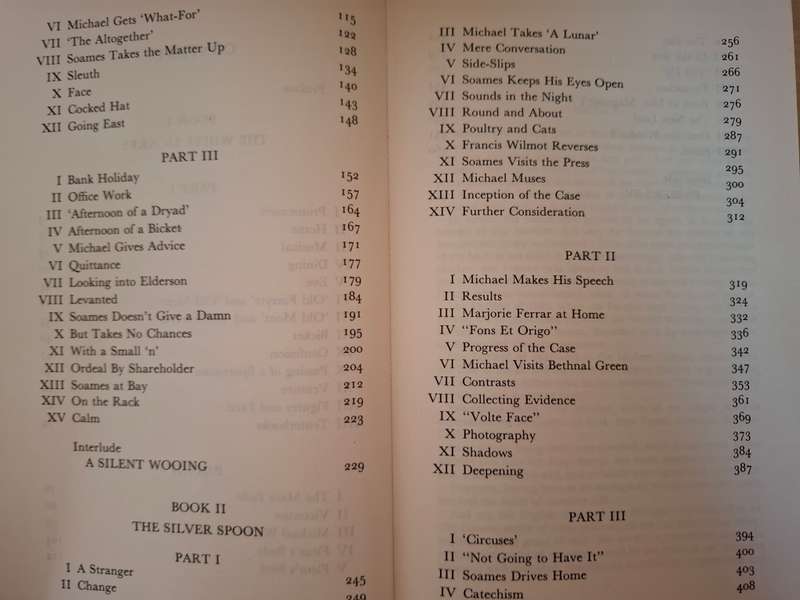 VI Michael Gets 'What-For' 115
VII 'The Altogether' 122
VIII Soames Takes the Matter Up 128
IX Sleuth 134
X Face 140
XI Cocked Hat 143
XII Going East 148
PART III
I Bank Holiday 152
II Office Work 157
III 'Afternoon of a Dryad' 164
IV Afternoon of a Bicket 167
V Michael Gives Advice 171
VI Quittance 177
VII Looking into Elderson 179
VIII Levanted 184
IX Soames Doesn't Give a Damn 191
X But Takes No Chances 195
XI With a Small 'n' 200
XII Ordeal By Shareholder 204
XIII Soames at Bay 212
XIV On the Rack 219
XV Calm 223
Interlude
A SILENT WOOING 229
BOOK II
THE SILVER SPOON
PART I
I A Stranger 245
II Change 249
III Michael Takes 'A Lunar' 256
IV Mere Conversation 261
V Side-Slips 266
VI Soames Keeps His Eyes Open 271
VII Sounds in the Night 276
VIII Round and About 279
IX Poultry and Cats 287
X Francis Wilmot Reverses 291
XI Soames Visits the Press 295
XII Michael Muses 300
XIII Inception of the Case 304
XIV Further Consideration 312
PART II
I Michael Makes His Speech 319
II Results 324
III Marjorie Ferrar at Home 332
IV "Fons Et Origo" 336
V Progress of the Case 342
VI Michael Visits Bethnal Green 347
VII Contrasts 353
VIII Collecting Evidence 361
IX "Volte Face" 369
X Photography 373
XI Shadows 384
XII Deepening 387
PART III
I 'Circuses' 394
II "Not Going to Have It" 400
III Soames Drives Home 403
IV Catechism 408